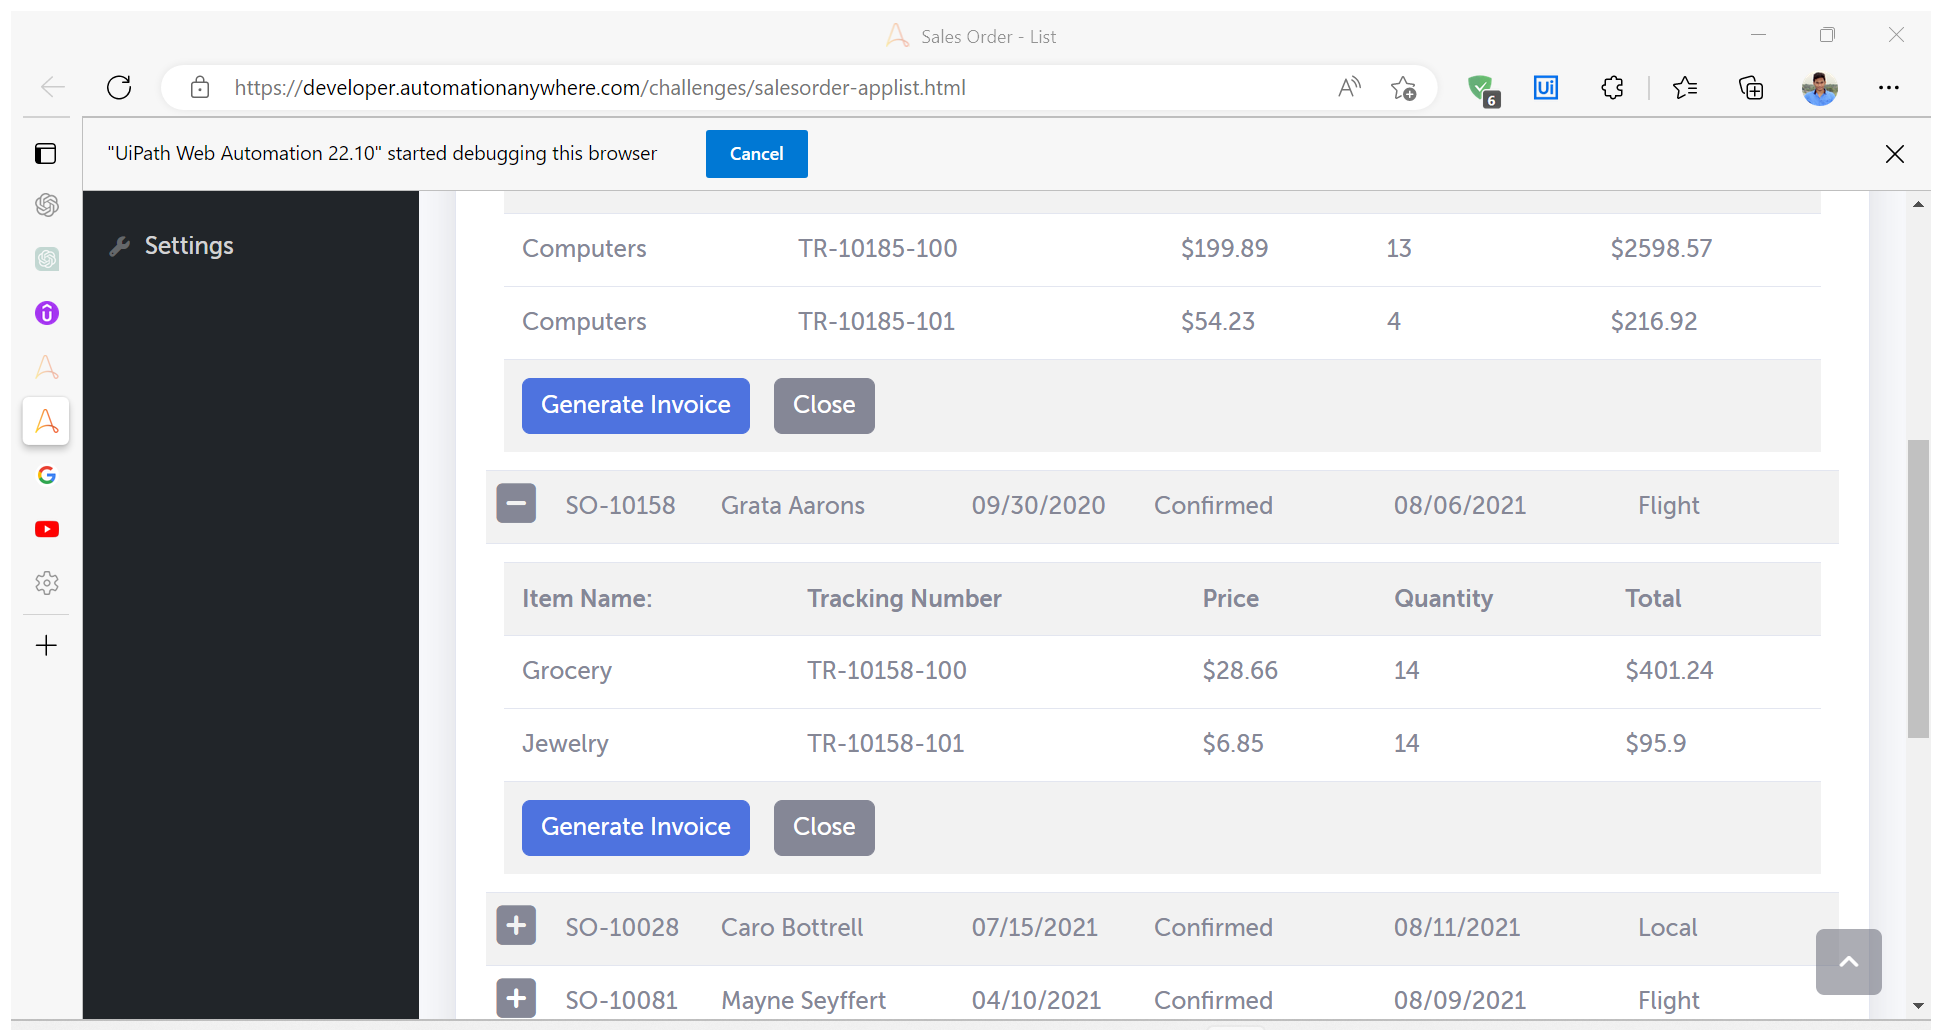 Sales Order - List
https://developer.automationanywhere.com/challenges/salesorder-applist.html
6
Ui
"UiPath Web Automation 22.10" started debugging this browser
Cancel
Settings
Computers TR-10185-100 $199.89 13 $2598.57
Computers TR-10185-101 $54.23 4 $216.92
Generate Invoice Close
SO-10158 Grata Aarons 09/30/2020 Confirmed 08/06/2021 Flight
Item Name: Tracking Number Price Quantity Total
Grocery TR-10158-100 $28.66 14 $401.24
Jewelry TR-10158-101 $6.85 14 $95.9
Generate Invoice Close
SO-10028 Caro Bottrell 07/15/2021 Confirmed 08/11/2021 Local
SO-10081 Mayne Seyffert 04/10/2021 Confirmed 08/09/2021 Flight